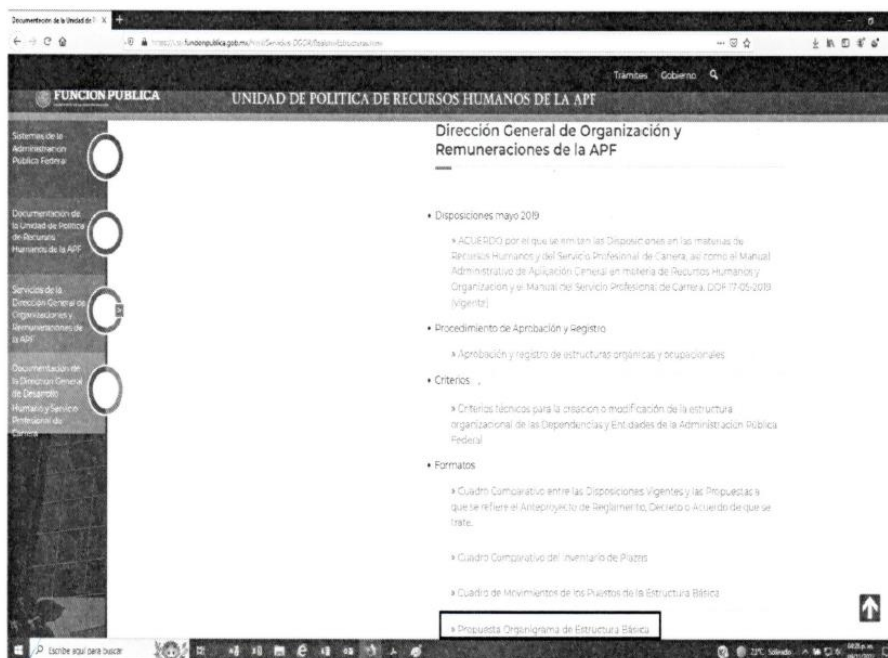 Documentación de la Unidad de
Trámites Gobierno
FUNCIÓN PÚBLICA
UNIDAD DE POLITICA DE RECURSOS HUMANOS DE LA APF
Sistemas de la
Administración
Pública Federal
Documentación de
la Unidad de Política
de Recursos
Humanos de la APF
Servicios de la
Dirección General de
Organizaciones y
Remuneraciones de
la APF
Documentación de
la Dirección General
de Desarrollo
Humano y Servicio
Profesional de
Carrera
Dirección General de Organización y
Remuneraciones de la APF
• Disposiciones mayo 2019
» ACUERDO por el que se emiten las Disposiciones en las materias de
Recursos Humanos y del Servicio Profesional de Carrera, así como el Manual
Administrativo de Aplicación General en materia de Recursos Humanos y
Organización y el Manual del Servicio Profesional de Carrera. DOF 17-05-2019
(Vigente)
• Procedimiento de Aprobación y Registro
» Aprobación y registro de estructuras orgánicas y ocupacionales
• Criterios
» Criterios técnicos para la creación o modificación de la estructura
organizacional de las Dependencias y Entidades de la Administración Pública
Federal
• Formatos
» Cuadro Comparativo entre las Disposiciones Vigentes y las Propuestas a
que se refiere el Anteproyecto de Reglamento, Decreto o Acuerdo de que se
trate.
» Cuadro Comparativo del Inventario de Plazas
» Cuadro de Movimientos de los Puestos de la Estructura Básica
» Propuesta Organigrama de Estructura Básica
Escribe aquí para buscar
Soleado